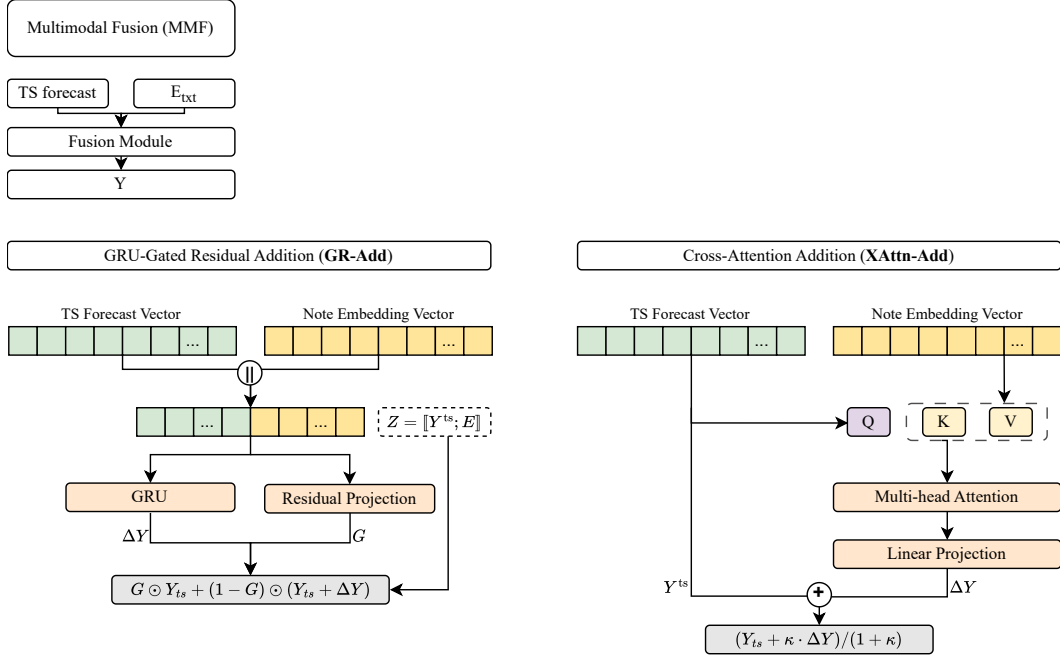 Multimodal Fusion (MMF)
TS forecast
E_txt
Fusion Module
Y
GRU-Gated Residual Addition (GR-Add)
TS Forecast Vector
Note Embedding Vector
...
...
||
...
...
Z = ⟦Y^ts; E⟧
GRU
Residual Projection
ΔY
G
G ⊙ Y_ts + (1 − G) ⊙ (Y_ts + ΔY)
Cross-Attention Addition (XAttn-Add)
TS Forecast Vector
Note Embedding Vector
...
...
Q
K
V
Multi-head Attention
Linear Projection
Y^ts
ΔY
+
(Y_ts + κ · ΔY)/(1 + κ)